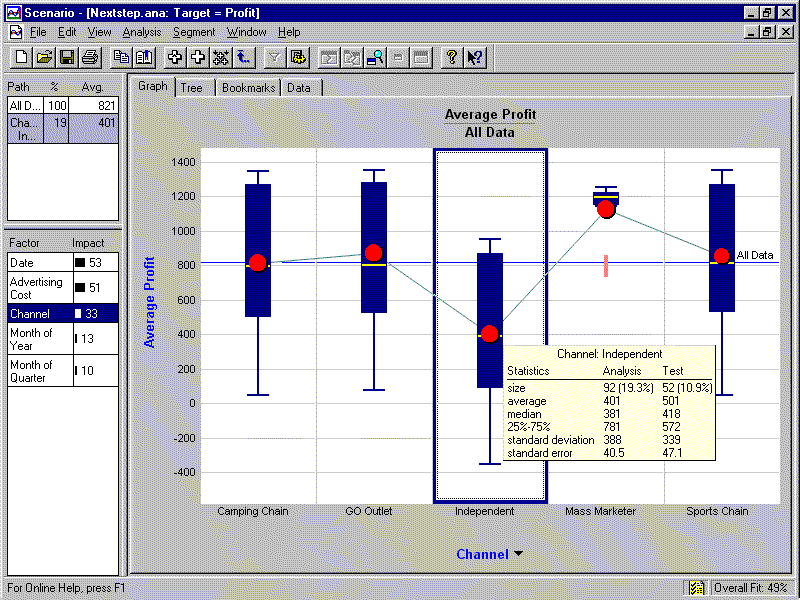 Scenario - [Nextstep.ana: Target = Profit]
File Edit View Analysis Segment Window Help
Path % Avg.
All D... 100 821
Cha... 19 401
In...
Factor Impact
Date 53
Advertising
Cost 51
Channel 33
Month of
Year 13
Month of
Quarter 10
Graph Tree Bookmarks Data
Average Profit
All Data
Average Profit
1400
1200
1000
800
600
400
200
0
-200
-400
All Data
Channel: Independent
Statistics Analysis Test
size 92 (19.3%) 52 (10.9%)
average 401 501
median 381 418
25%-75% 781 572
standard deviation 388 339
standard error 40.5 47.1
Camping Chain GO Outlet Independent Mass Marketer Sports Chain
Channel
For Online Help, press F1
Overall Fit: 49%